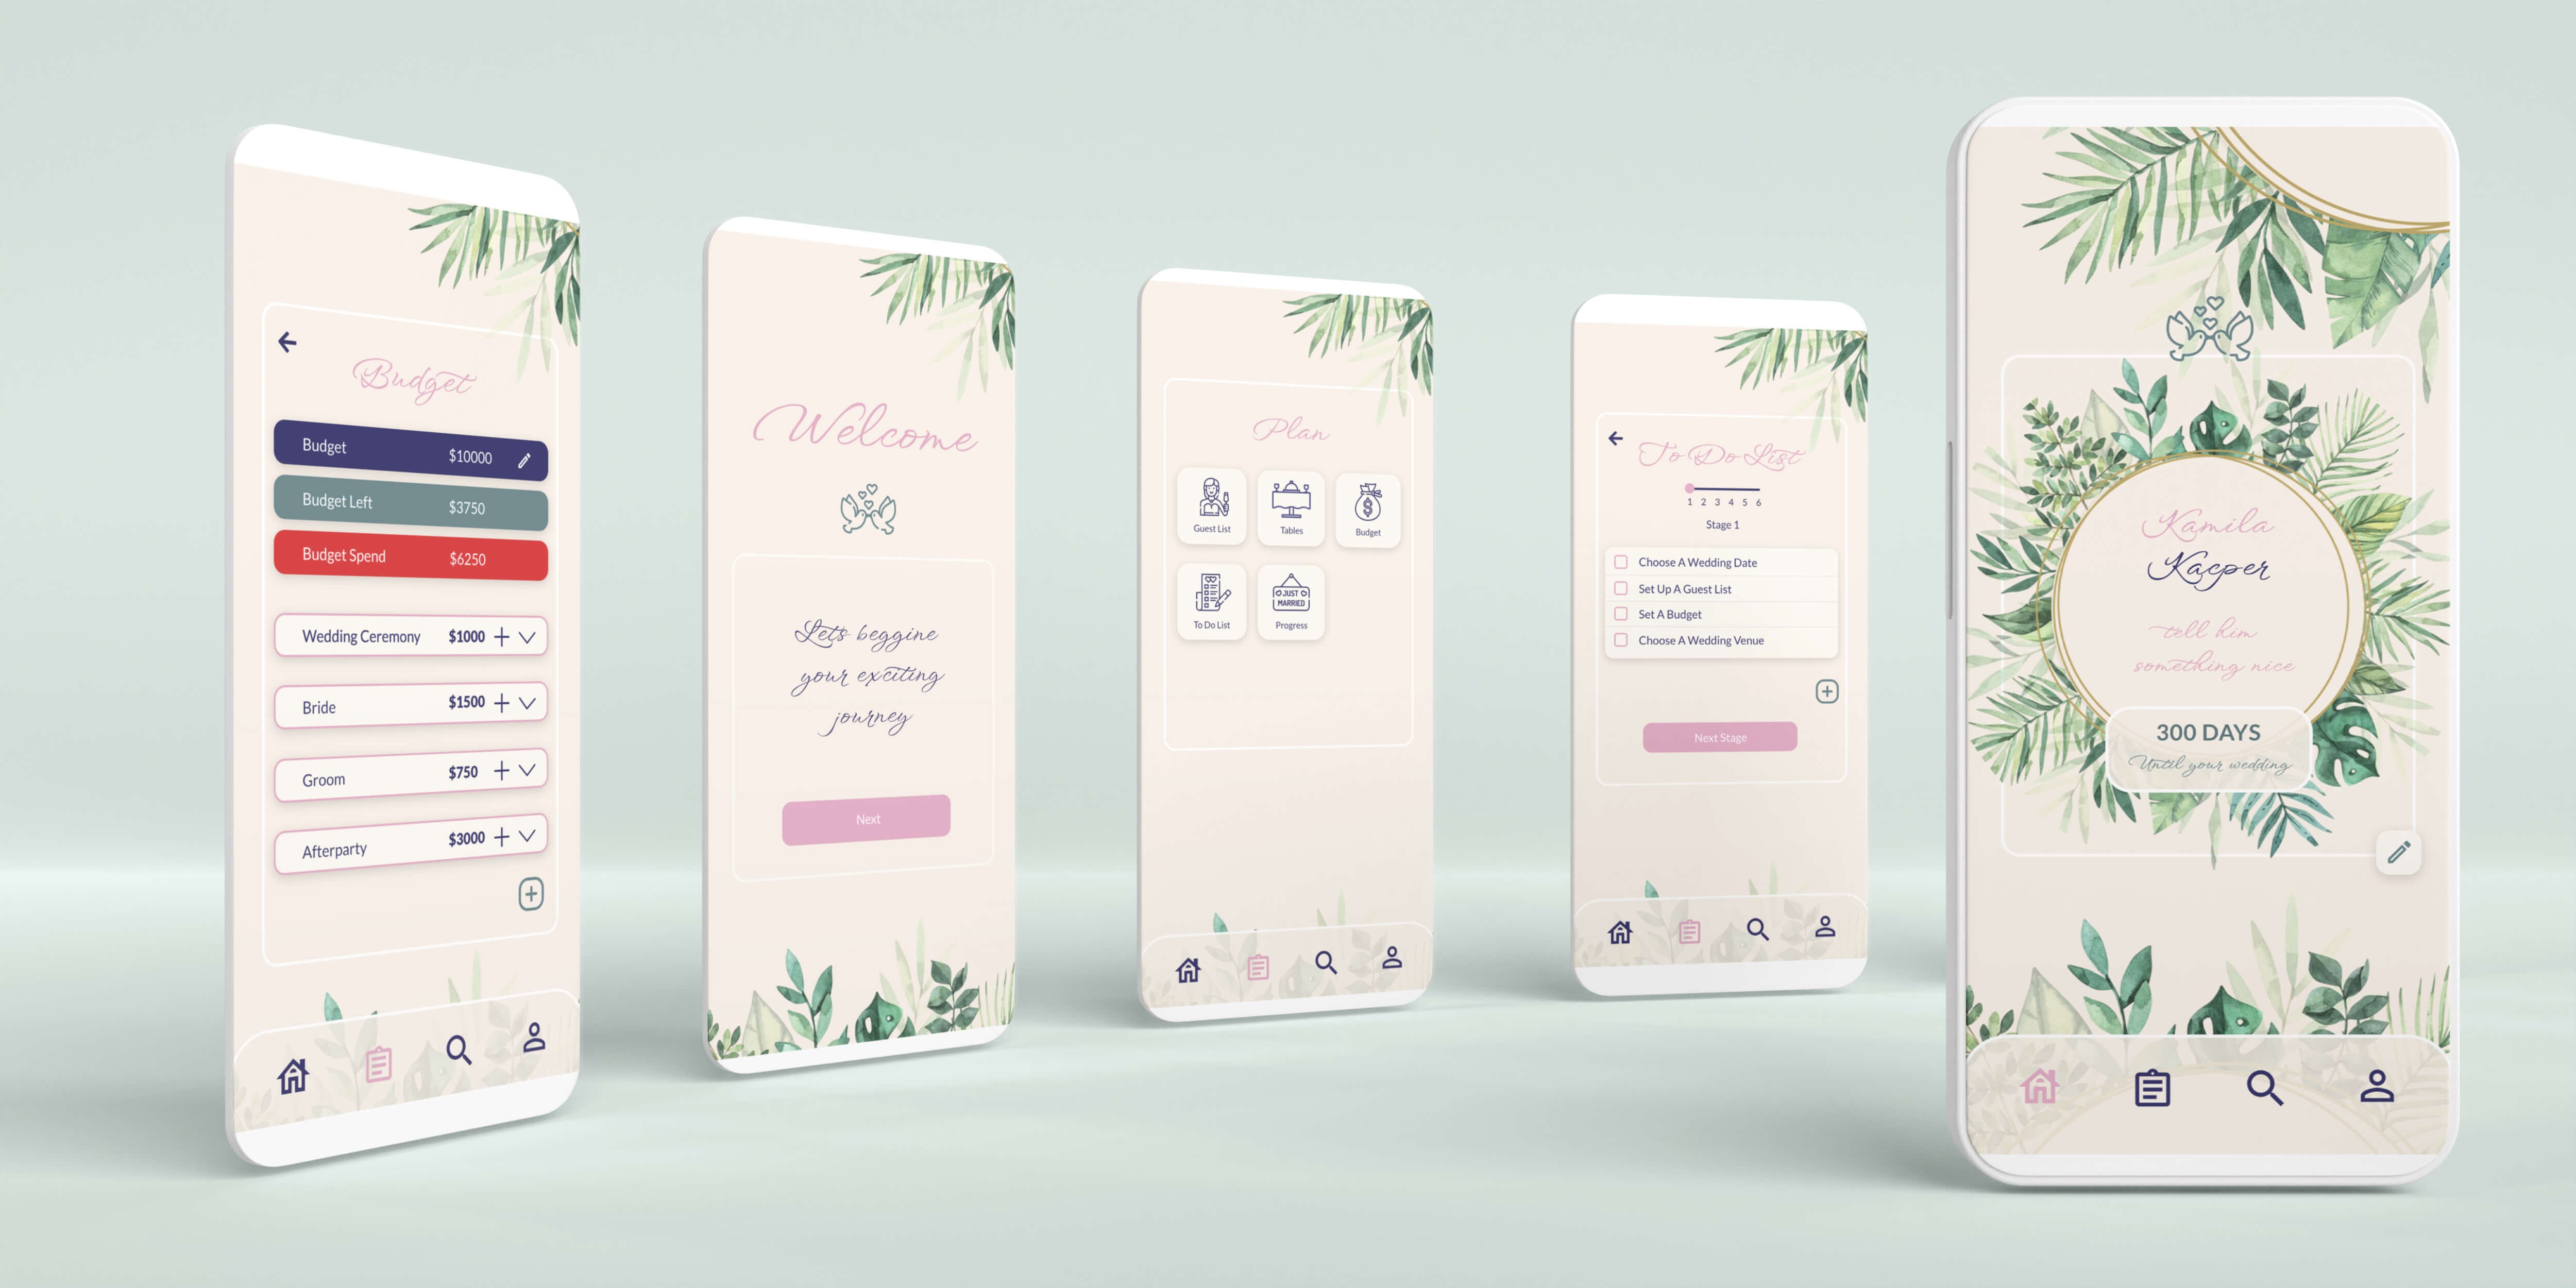 Budget
Budget $10000
Budget Left $3750
Budget Spend $6250
Wedding Ceremony $1000
Bride $1500
Groom $750
Afterparty $3000
Welcome
Lets beggine
your exciting
journey
Next
Plan
Guest List
Tables
Budget
To Do List
JUST
MARRIED
Progress
To Do List
1 2 3 4 5 6
Stage 1
Choose A Wedding Date
Set Up A Guest List
Set A Budget
Choose A Wedding Venue
Next Stage
Kamila
Kacper
tell him
something nice
300 DAYS
Until your wedding